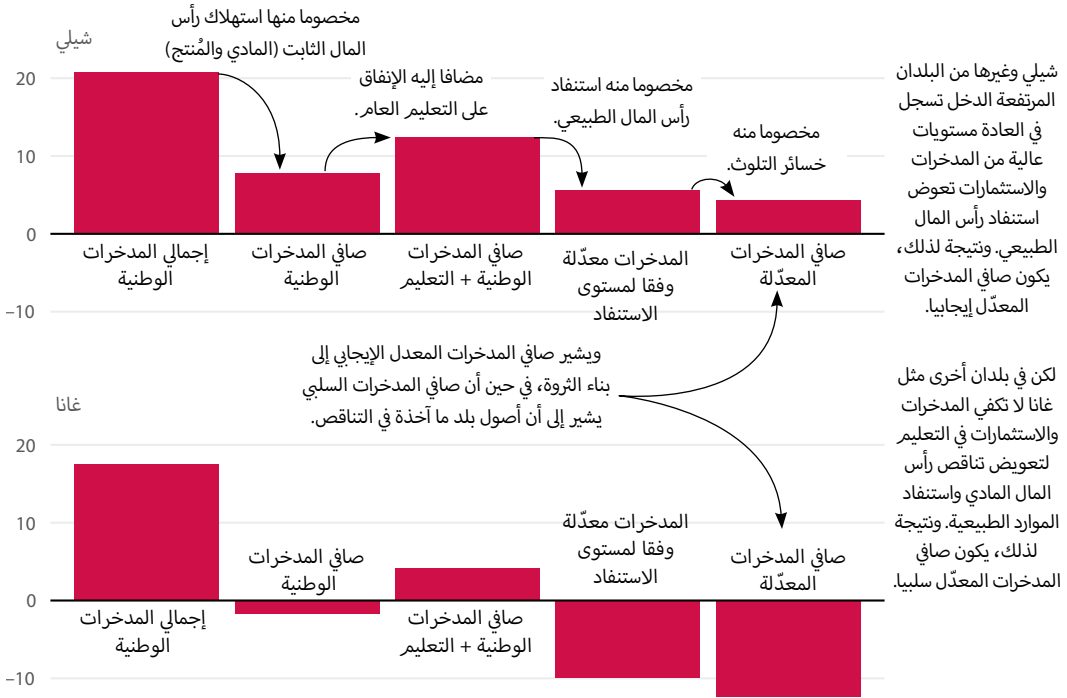 شيلي
مخصوما منها استهلاك رأس
المال الثابت (المادي والمُنتج)
مضافا إليه الإنفاق
على التعليم العام.
مخصوما منه استنفاد
رأس المال الطبيعي.
مخصوما منه
خسائر التلوث.
20
10
0
–10
إجمالي المدخرات
الوطنية
صافي المدخرات
الوطنية
صافي المدخرات
الوطنية + التعليم
المدخرات معدّلة
وفقا لمستوى
الاستنفاد
صافي المدخرات
المعدّلة
شيلي وغيرها من البلدان
المرتفعة الدخل تسجل
في العادة مستويات
عالية من المدخرات
والاستثمارات تعوض
استنفاد رأس المال
الطبيعي. ونتيجة لذلك،
يكون صافي المدخرات
المعدّل إيجابيا.
ويشير صافي المدخرات المعدل الإيجابي إلى
بناء الثروة، في حين أن صافي المدخرات السلبي
يشير إلى أن أصول بلد ما آخذة في التناقص.
غانا
20
10
0
–10
إجمالي المدخرات
الوطنية
صافي المدخرات
الوطنية
صافي المدخرات
الوطنية + التعليم
المدخرات معدّلة
وفقا لمستوى
الاستنفاد
صافي المدخرات
المعدّلة
لكن في بلدان أخرى مثل
غانا لا تكفي المدخرات
والاستثمارات في التعليم
لتعويض تناقص رأس
المال المادي واستنفاد
الموارد الطبيعية. ونتيجة
لذلك، يكون صافي
المدخرات المعدّل سلبيا.